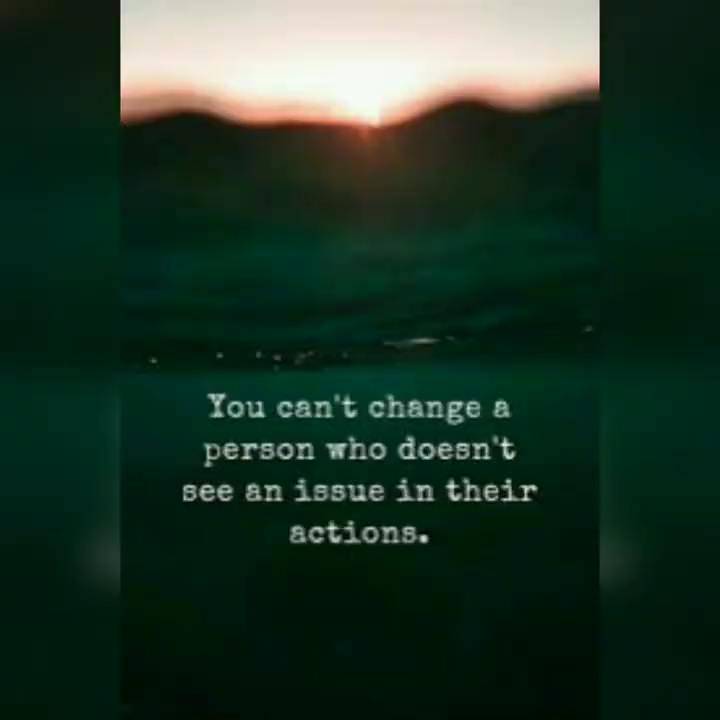 You can't change a
person who doesn't
see an issue in their
actions.